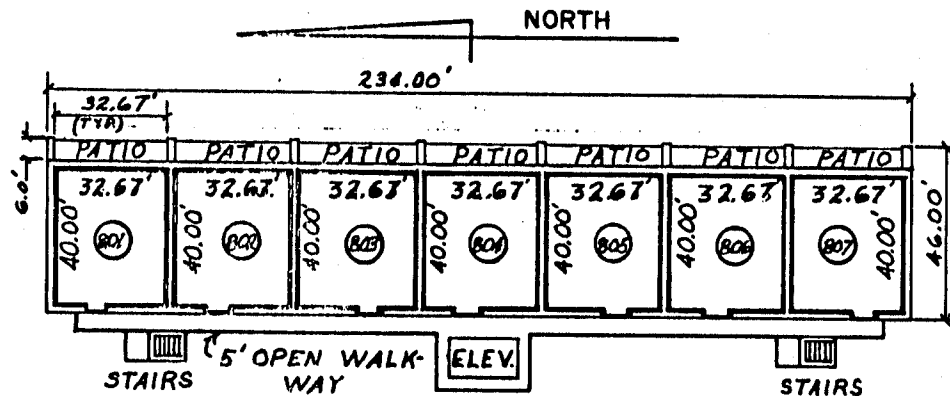 NORTH
234.00'
32.67'
(TYP.)
6.0'
PATIO PATIO PATIO PATIO PATIO PATIO PATIO
32.67' 32.67' 32.67' 32.67' 32.67' 32.67' 32.67'
40.00' 40.00' 40.00' 40.00' 40.00' 40.00' 40.00'
801 802 803 804 805 806 807
46.00'
5' OPEN WALK-
WAY
ELEV.
STAIRS STAIRS